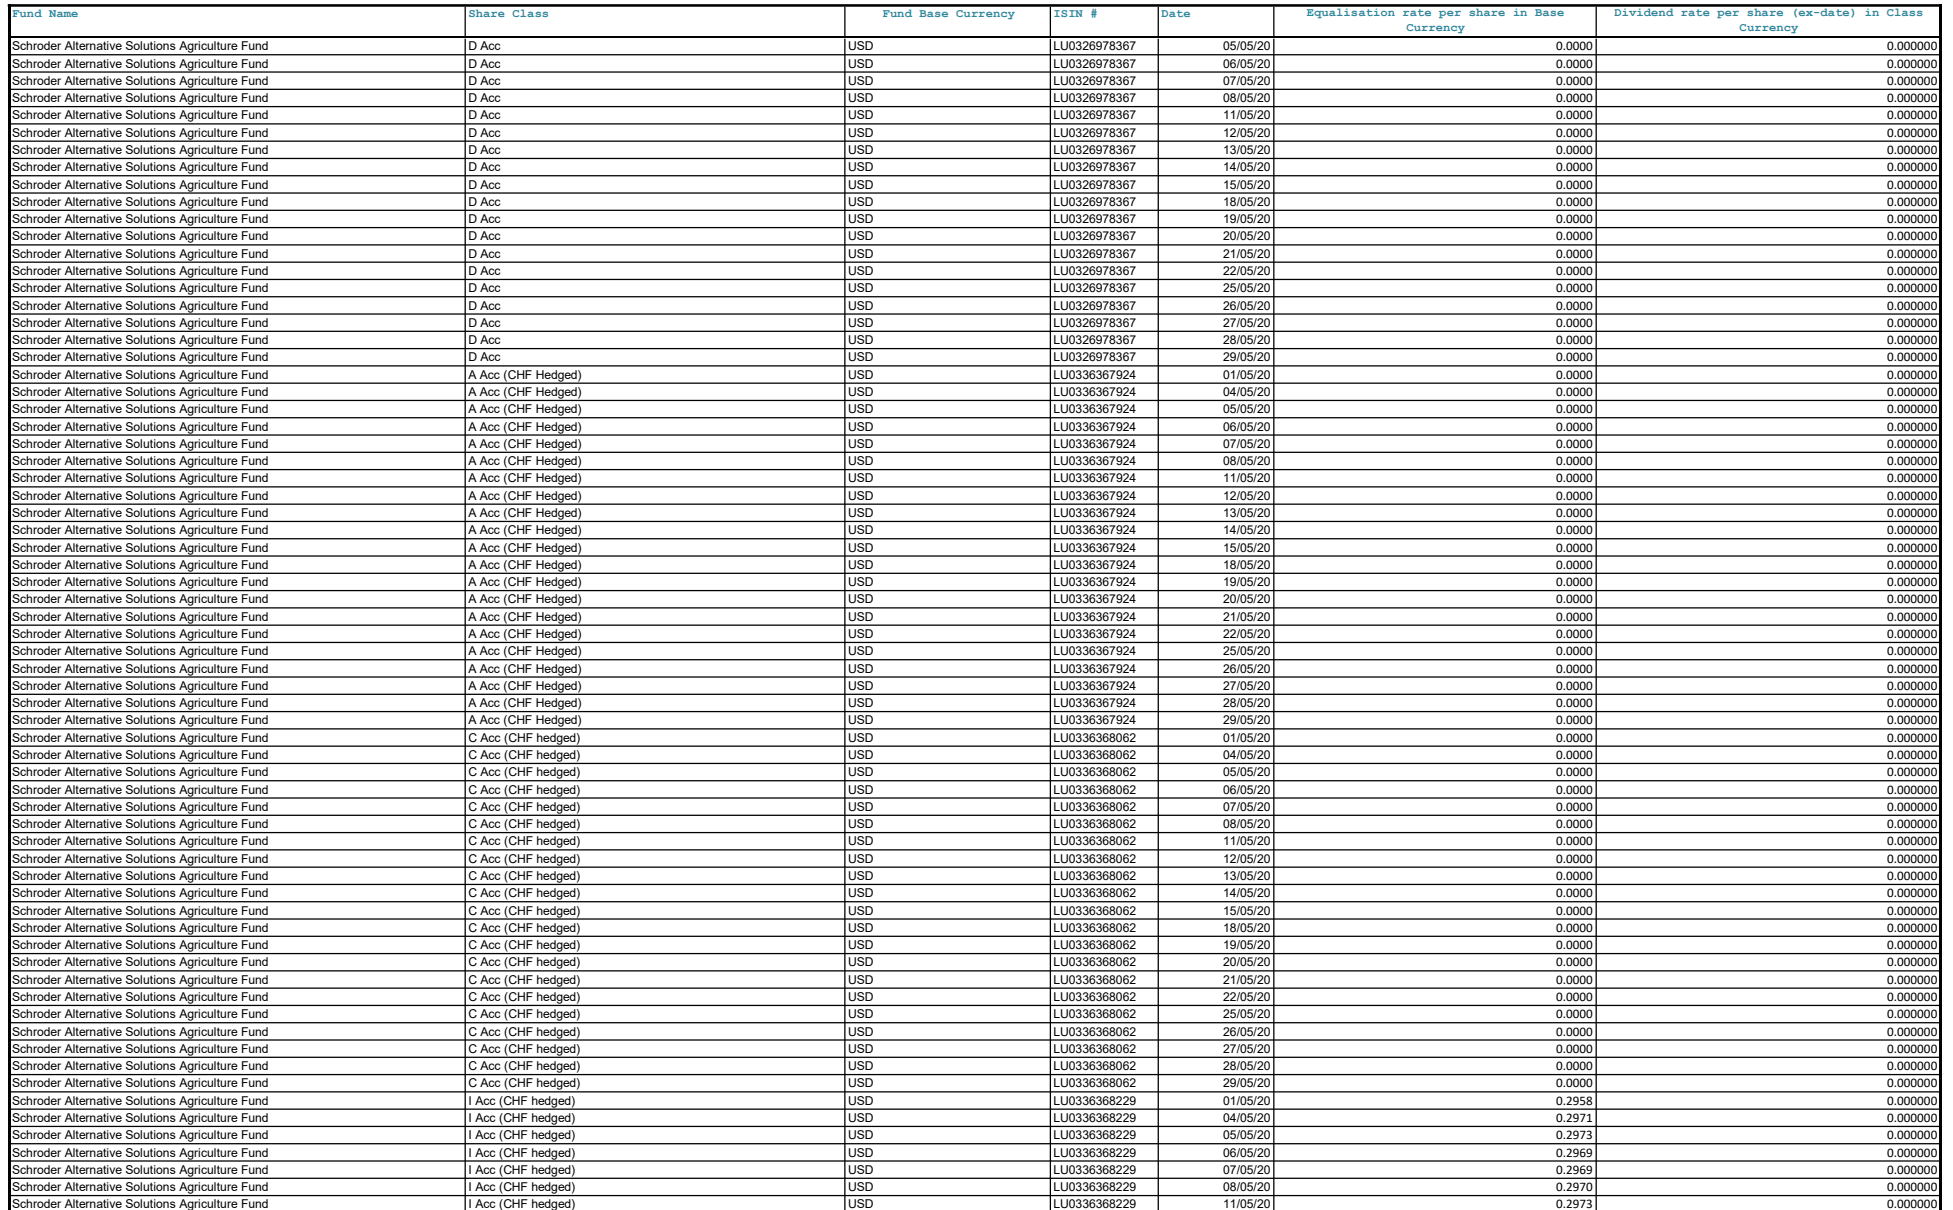 Fund Name Share Class Fund Base Currency ISIN # Date Equalisation rate per share in Base Currency Dividend rate per share (ex-date) in Class Currency
Schroder Alternative Solutions Agriculture Fund D Acc USD LU0326978367 05/05/20 0.0000 0.000000
Schroder Alternative Solutions Agriculture Fund D Acc USD LU0326978367 06/05/20 0.0000 0.000000
Schroder Alternative Solutions Agriculture Fund D Acc USD LU0326978367 07/05/20 0.0000 0.000000
Schroder Alternative Solutions Agriculture Fund D Acc USD LU0326978367 08/05/20 0.0000 0.000000
Schroder Alternative Solutions Agriculture Fund D Acc USD LU0326978367 11/05/20 0.0000 0.000000
Schroder Alternative Solutions Agriculture Fund D Acc USD LU0326978367 12/05/20 0.0000 0.000000
Schroder Alternative Solutions Agriculture Fund D Acc USD LU0326978367 13/05/20 0.0000 0.000000
Schroder Alternative Solutions Agriculture Fund D Acc USD LU0326978367 14/05/20 0.0000 0.000000
Schroder Alternative Solutions Agriculture Fund D Acc USD LU0326978367 15/05/20 0.0000 0.000000
Schroder Alternative Solutions Agriculture Fund D Acc USD LU0326978367 18/05/20 0.0000 0.000000
Schroder Alternative Solutions Agriculture Fund D Acc USD LU0326978367 19/05/20 0.0000 0.000000
Schroder Alternative Solutions Agriculture Fund D Acc USD LU0326978367 20/05/20 0.0000 0.000000
Schroder Alternative Solutions Agriculture Fund D Acc USD LU0326978367 21/05/20 0.0000 0.000000
Schroder Alternative Solutions Agriculture Fund D Acc USD LU0326978367 22/05/20 0.0000 0.000000
Schroder Alternative Solutions Agriculture Fund D Acc USD LU0326978367 25/05/20 0.0000 0.000000
Schroder Alternative Solutions Agriculture Fund D Acc USD LU0326978367 26/05/20 0.0000 0.000000
Schroder Alternative Solutions Agriculture Fund D Acc USD LU0326978367 27/05/20 0.0000 0.000000
Schroder Alternative Solutions Agriculture Fund D Acc USD LU0326978367 28/05/20 0.0000 0.000000
Schroder Alternative Solutions Agriculture Fund D Acc USD LU0326978367 29/05/20 0.0000 0.000000
Schroder Alternative Solutions Agriculture Fund A Acc (CHF Hedged) USD LU0336367924 01/05/20 0.0000 0.000000
Schroder Alternative Solutions Agriculture Fund A Acc (CHF Hedged) USD LU0336367924 04/05/20 0.0000 0.000000
Schroder Alternative Solutions Agriculture Fund A Acc (CHF Hedged) USD LU0336367924 05/05/20 0.0000 0.000000
Schroder Alternative Solutions Agriculture Fund A Acc (CHF Hedged) USD LU0336367924 06/05/20 0.0000 0.000000
Schroder Alternative Solutions Agriculture Fund A Acc (CHF Hedged) USD LU0336367924 07/05/20 0.0000 0.000000
Schroder Alternative Solutions Agriculture Fund A Acc (CHF Hedged) USD LU0336367924 08/05/20 0.0000 0.000000
Schroder Alternative Solutions Agriculture Fund A Acc (CHF Hedged) USD LU0336367924 11/05/20 0.0000 0.000000
Schroder Alternative Solutions Agriculture Fund A Acc (CHF Hedged) USD LU0336367924 12/05/20 0.0000 0.000000
Schroder Alternative Solutions Agriculture Fund A Acc (CHF Hedged) USD LU0336367924 13/05/20 0.0000 0.000000
Schroder Alternative Solutions Agriculture Fund A Acc (CHF Hedged) USD LU0336367924 14/05/20 0.0000 0.000000
Schroder Alternative Solutions Agriculture Fund A Acc (CHF Hedged) USD LU0336367924 15/05/20 0.0000 0.000000
Schroder Alternative Solutions Agriculture Fund A Acc (CHF Hedged) USD LU0336367924 18/05/20 0.0000 0.000000
Schroder Alternative Solutions Agriculture Fund A Acc (CHF Hedged) USD LU0336367924 19/05/20 0.0000 0.000000
Schroder Alternative Solutions Agriculture Fund A Acc (CHF Hedged) USD LU0336367924 20/05/20 0.0000 0.000000
Schroder Alternative Solutions Agriculture Fund A Acc (CHF Hedged) USD LU0336367924 21/05/20 0.0000 0.000000
Schroder Alternative Solutions Agriculture Fund A Acc (CHF Hedged) USD LU0336367924 22/05/20 0.0000 0.000000
Schroder Alternative Solutions Agriculture Fund A Acc (CHF Hedged) USD LU0336367924 25/05/20 0.0000 0.000000
Schroder Alternative Solutions Agriculture Fund A Acc (CHF Hedged) USD LU0336367924 26/05/20 0.0000 0.000000
Schroder Alternative Solutions Agriculture Fund A Acc (CHF Hedged) USD LU0336367924 27/05/20 0.0000 0.000000
Schroder Alternative Solutions Agriculture Fund A Acc (CHF Hedged) USD LU0336367924 28/05/20 0.0000 0.000000
Schroder Alternative Solutions Agriculture Fund A Acc (CHF Hedged) USD LU0336367924 29/05/20 0.0000 0.000000
Schroder Alternative Solutions Agriculture Fund C Acc (CHF hedged) USD LU0336368062 01/05/20 0.0000 0.000000
Schroder Alternative Solutions Agriculture Fund C Acc (CHF hedged) USD LU0336368062 04/05/20 0.0000 0.000000
Schroder Alternative Solutions Agriculture Fund C Acc (CHF hedged) USD LU0336368062 05/05/20 0.0000 0.000000
Schroder Alternative Solutions Agriculture Fund C Acc (CHF hedged) USD LU0336368062 06/05/20 0.0000 0.000000
Schroder Alternative Solutions Agriculture Fund C Acc (CHF hedged) USD LU0336368062 07/05/20 0.0000 0.000000
Schroder Alternative Solutions Agriculture Fund C Acc (CHF hedged) USD LU0336368062 08/05/20 0.0000 0.000000
Schroder Alternative Solutions Agriculture Fund C Acc (CHF hedged) USD LU0336368062 11/05/20 0.0000 0.000000
Schroder Alternative Solutions Agriculture Fund C Acc (CHF hedged) USD LU0336368062 12/05/20 0.0000 0.000000
Schroder Alternative Solutions Agriculture Fund C Acc (CHF hedged) USD LU0336368062 13/05/20 0.0000 0.000000
Schroder Alternative Solutions Agriculture Fund C Acc (CHF hedged) USD LU0336368062 14/05/20 0.0000 0.000000
Schroder Alternative Solutions Agriculture Fund C Acc (CHF hedged) USD LU0336368062 15/05/20 0.0000 0.000000
Schroder Alternative Solutions Agriculture Fund C Acc (CHF hedged) USD LU0336368062 18/05/20 0.0000 0.000000
Schroder Alternative Solutions Agriculture Fund C Acc (CHF hedged) USD LU0336368062 19/05/20 0.0000 0.000000
Schroder Alternative Solutions Agriculture Fund C Acc (CHF hedged) USD LU0336368062 20/05/20 0.0000 0.000000
Schroder Alternative Solutions Agriculture Fund C Acc (CHF hedged) USD LU0336368062 21/05/20 0.0000 0.000000
Schroder Alternative Solutions Agriculture Fund C Acc (CHF hedged) USD LU0336368062 22/05/20 0.0000 0.000000
Schroder Alternative Solutions Agriculture Fund C Acc (CHF hedged) USD LU0336368062 25/05/20 0.0000 0.000000
Schroder Alternative Solutions Agriculture Fund C Acc (CHF hedged) USD LU0336368062 26/05/20 0.0000 0.000000
Schroder Alternative Solutions Agriculture Fund C Acc (CHF hedged) USD LU0336368062 27/05/20 0.0000 0.000000
Schroder Alternative Solutions Agriculture Fund C Acc (CHF hedged) USD LU0336368062 28/05/20 0.0000 0.000000
Schroder Alternative Solutions Agriculture Fund C Acc (CHF hedged) USD LU0336368062 29/05/20 0.0000 0.000000
Schroder Alternative Solutions Agriculture Fund I Acc (CHF hedged) USD LU0336368229 01/05/20 0.2958 0.000000
Schroder Alternative Solutions Agriculture Fund I Acc (CHF hedged) USD LU0336368229 04/05/20 0.2971 0.000000
Schroder Alternative Solutions Agriculture Fund I Acc (CHF hedged) USD LU0336368229 05/05/20 0.2973 0.000000
Schroder Alternative Solutions Agriculture Fund I Acc (CHF hedged) USD LU0336368229 06/05/20 0.2969 0.000000
Schroder Alternative Solutions Agriculture Fund I Acc (CHF hedged) USD LU0336368229 07/05/20 0.2969 0.000000
Schroder Alternative Solutions Agriculture Fund I Acc (CHF hedged) USD LU0336368229 08/05/20 0.2970 0.000000
Schroder Alternative Solutions Agriculture Fund I Acc (CHF hedged) USD LU0336368229 11/05/20 0.2973 0.000000